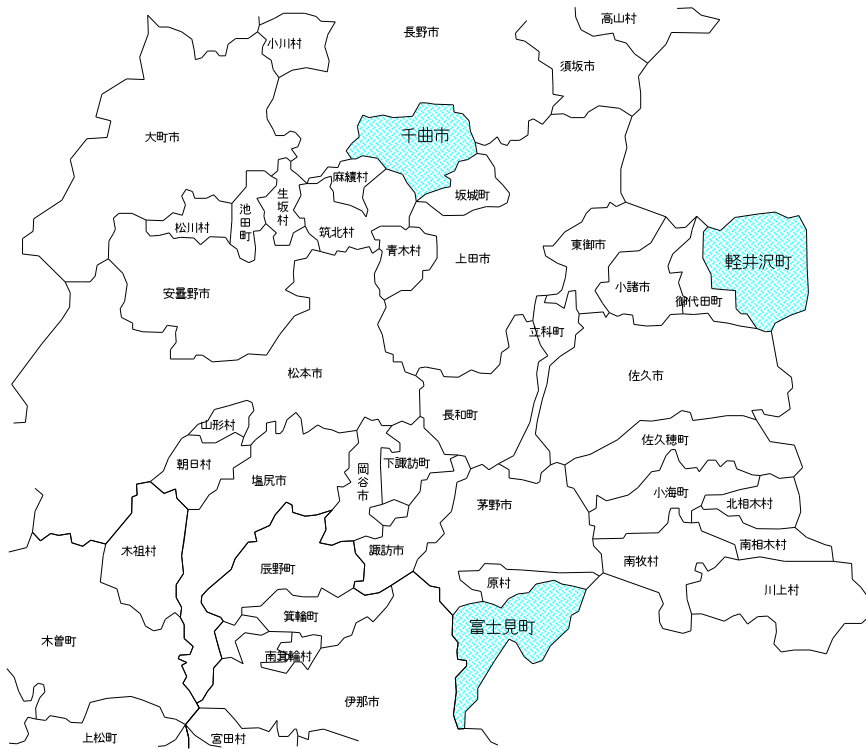 高山村
長野市
小川村
須坂市
千曲市
大町市
麻績村
坂城町
生坂村
池田町
松川村
筑北村
青木村
上田市
東御市
軽井沢町
小諸市
安曇野市
御代田町
立科町
松本市
佐久市
長和町
山形村
佐久穂町
朝日村
下諏訪町
岡谷市
塩尻市
小海町
北相木村
茅野市
木祖村
諏訪市
南相木村
南牧村
辰野町
原村
川上村
箕輪町
富士見町
木曽町
南箕輪村
伊那市
上松町
宮田村